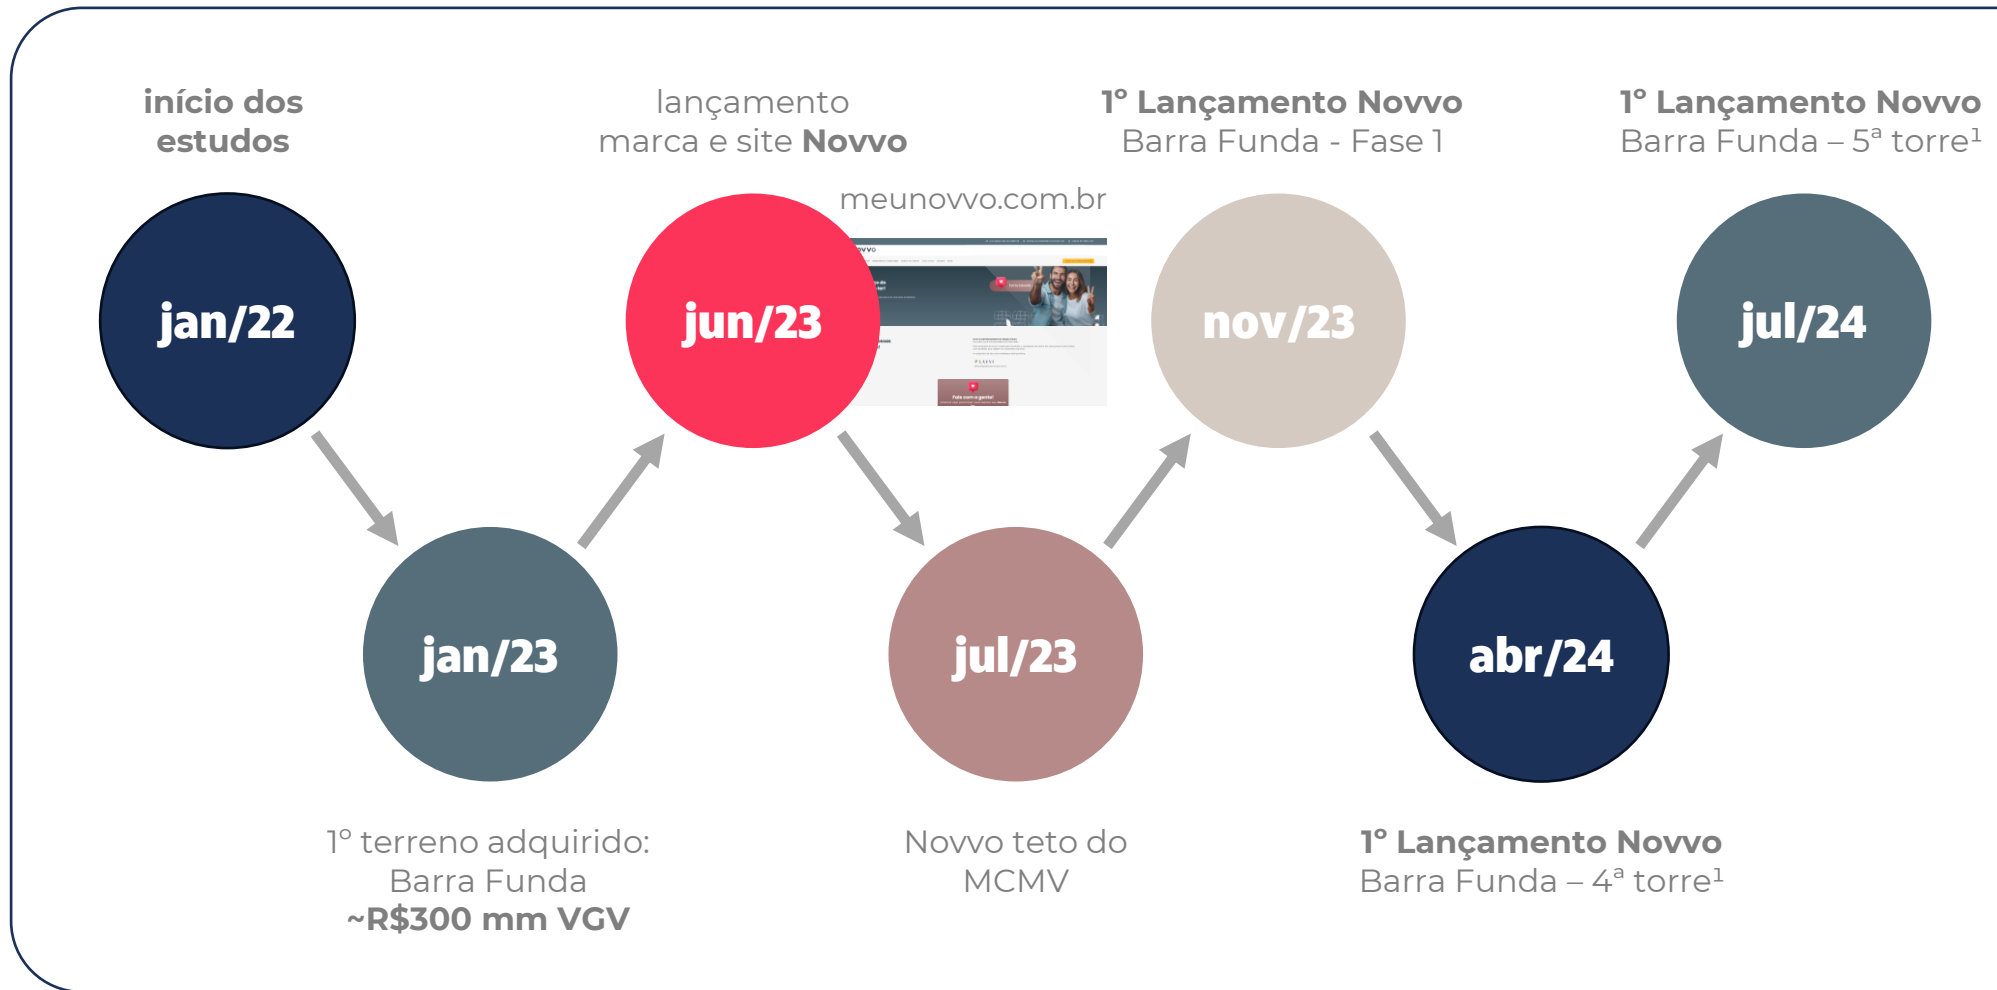 início dos
estudos
jan/22
1º terreno adquirido:
Barra Funda
~R$300 mm VGV
jan/23
lançamento
marca e site Novvo
meunovvo.com.br
jun/23
Fale com a gente!
Novvo teto do
MCMV
jul/23
1º Lançamento Novvo
Barra Funda - Fase 1
nov/23
1º Lançamento Novvo
Barra Funda – 4ª torre¹
abr/24
1º Lançamento Novvo
Barra Funda – 5ª torre¹
jul/24